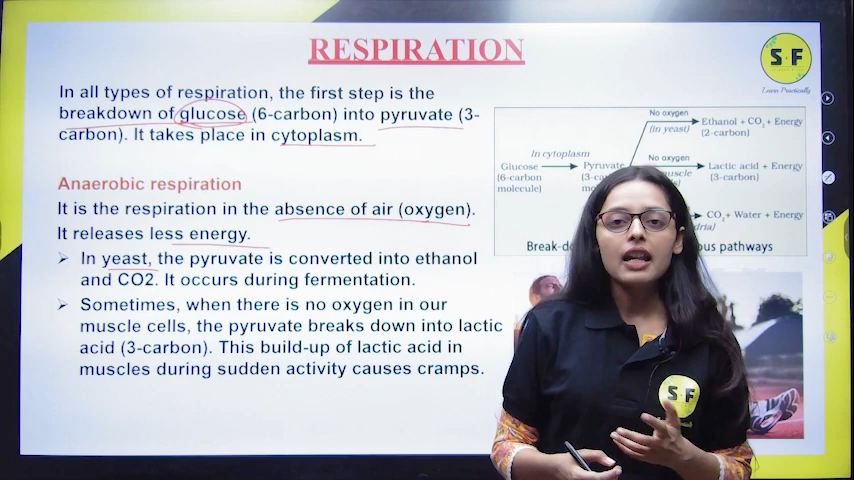 RESPIRATION
S F
Learn Practically
In all types of respiration, the first step is the
breakdown of glucose (6-carbon) into pyruvate (3-
carbon). It takes place in cytoplasm.
Anaerobic respiration
It is the respiration in the absence of air (oxygen).
It releases less energy.
➢ In yeast, the pyruvate is converted into ethanol
and CO2. It occurs during fermentation.
➢ Sometimes, when there is no oxygen in our
muscle cells, the pyruvate breaks down into lactic
acid (3-carbon). This build-up of lactic acid in
muscles during sudden activity causes cramps.
No oxygen
(in yeast)
Ethanol + CO2 + Energy
(2-carbon)
In cytoplasm
Glucose
(6-carbon
molecule)
Pyruvate
No oxygen
Lactic acid + Energy
(3-carbon)
CO2 + Water + Energy
pathways
S F